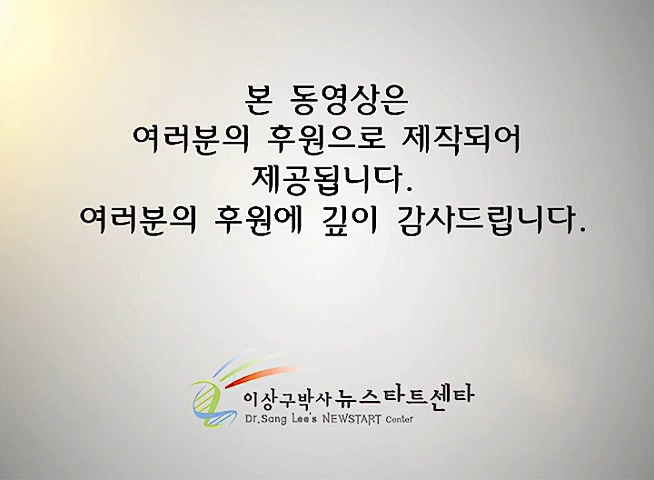 본 동영상은
여러분의 후원으로 제작되어
제공됩니다.
여러분의 후원에 깊이 감사드립니다.
이상구박사 뉴스타트센타
Dr.Sang Lee's NEWSTART Center